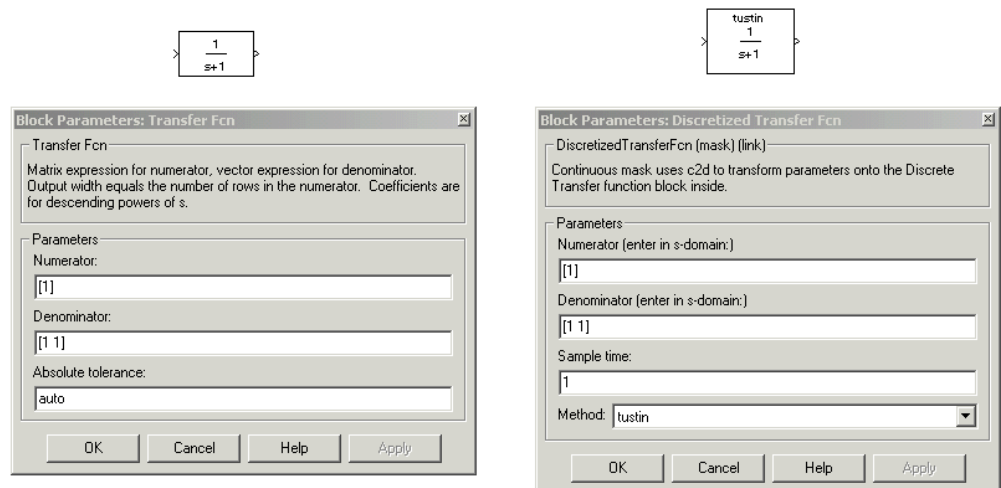 1
s+1
tustin
1
s+1
Block Parameters: Transfer Fcn
Transfer Fcn
Matrix expression for numerator, vector expression for denominator.
Output width equals the number of rows in the numerator. Coefficients are
for descending powers of s.
Parameters
Numerator:
[1]
Denominator:
[1 1]
Absolute tolerance:
auto
OK Cancel Help Apply
Block Parameters: Discretized Transfer Fcn
DiscretizedTransferFcn (mask) (link)
Continuous mask uses c2d to transform parameters onto the Discrete
Transfer function block inside.
Parameters
Numerator (enter in s-domain:)
[1]
Denominator (enter in s-domain:)
[1 1]
Sample time:
1
Method: tustin
OK Cancel Help Apply